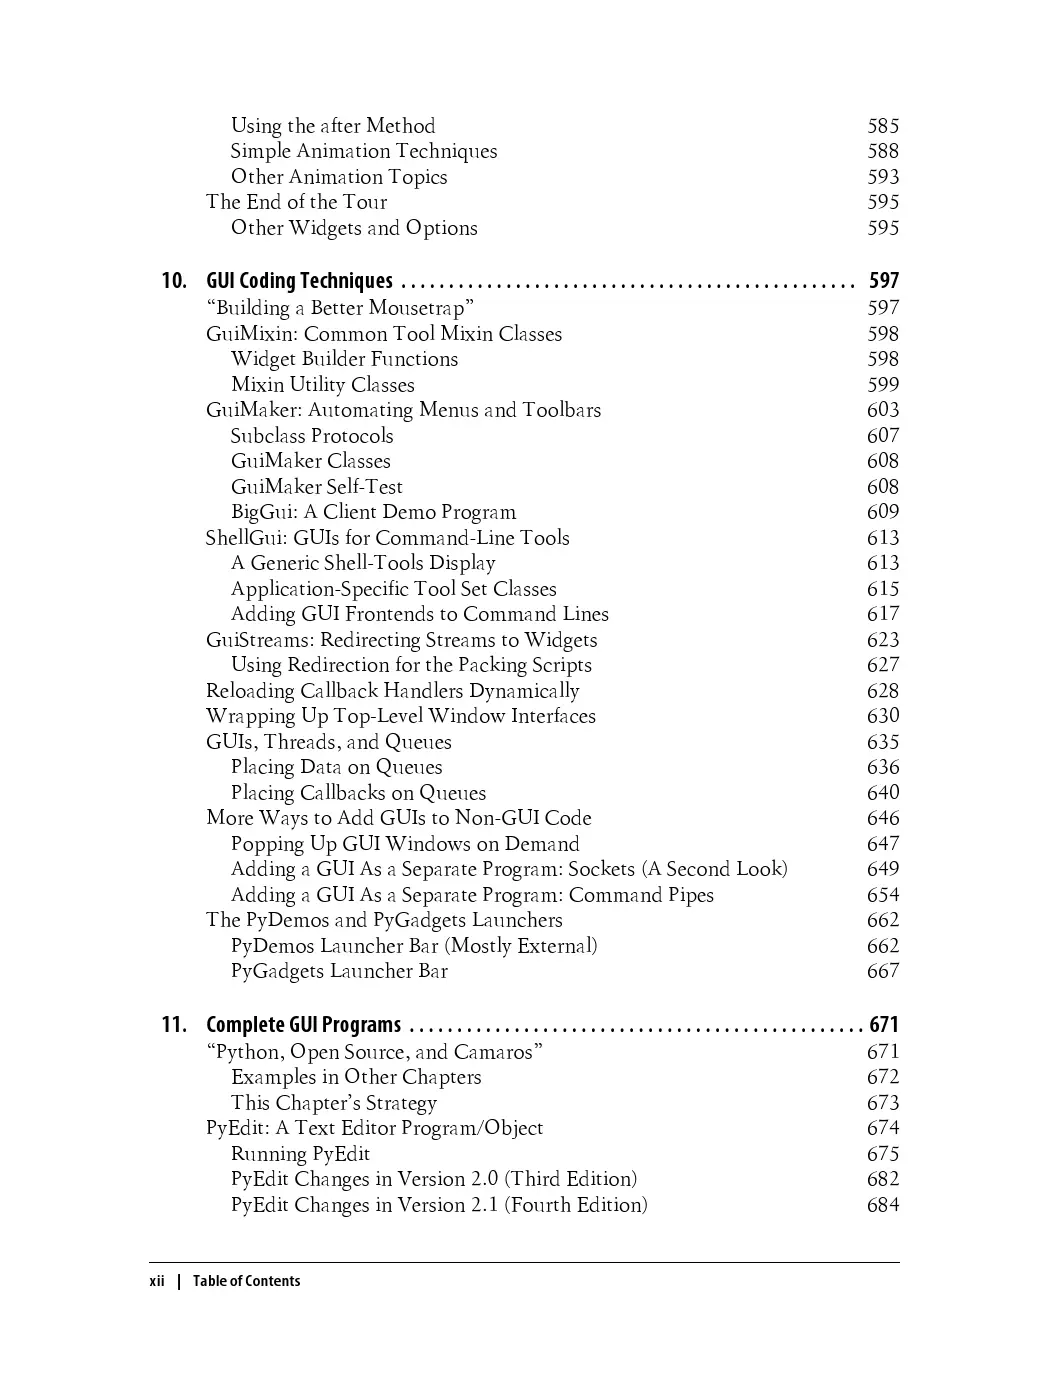 Using the after Method 585
Simple Animation Techniques 588
Other Animation Topics 593
The End of the Tour 595
Other Widgets and Options 595
10. GUI Coding Techniques . . . . . . . . . . . . . . . . . . . . . . . . . . . . . . . . . . . . . . . . . . . . . . . . 597
“Building a Better Mousetrap” 597
GuiMixin: Common Tool Mixin Classes 598
Widget Builder Functions 598
Mixin Utility Classes 599
GuiMaker: Automating Menus and Toolbars 603
Subclass Protocols 607
GuiMaker Classes 608
GuiMaker Self-Test 608
BigGui: A Client Demo Program 609
ShellGui: GUIs for Command-Line Tools 613
A Generic Shell-Tools Display 613
Application-Specific Tool Set Classes 615
Adding GUI Frontends to Command Lines 617
GuiStreams: Redirecting Streams to Widgets 623
Using Redirection for the Packing Scripts 627
Reloading Callback Handlers Dynamically 628
Wrapping Up Top-Level Window Interfaces 630
GUIs, Threads, and Queues 635
Placing Data on Queues 636
Placing Callbacks on Queues 640
More Ways to Add GUIs to Non-GUI Code 646
Popping Up GUI Windows on Demand 647
Adding a GUI As a Separate Program: Sockets (A Second Look) 649
Adding a GUI As a Separate Program: Command Pipes 654
The PyDemos and PyGadgets Launchers 662
PyDemos Launcher Bar (Mostly External) 662
PyGadgets Launcher Bar 667
11. Complete GUI Programs . . . . . . . . . . . . . . . . . . . . . . . . . . . . . . . . . . . . . . . . . . . . . . . . 671
“Python, Open Source, and Camaros” 671
Examples in Other Chapters 672
This Chapter’s Strategy 673
PyEdit: A Text Editor Program/Object 674
Running PyEdit 675
PyEdit Changes in Version 2.0 (Third Edition) 682
PyEdit Changes in Version 2.1 (Fourth Edition) 684
xii | Table of Contents